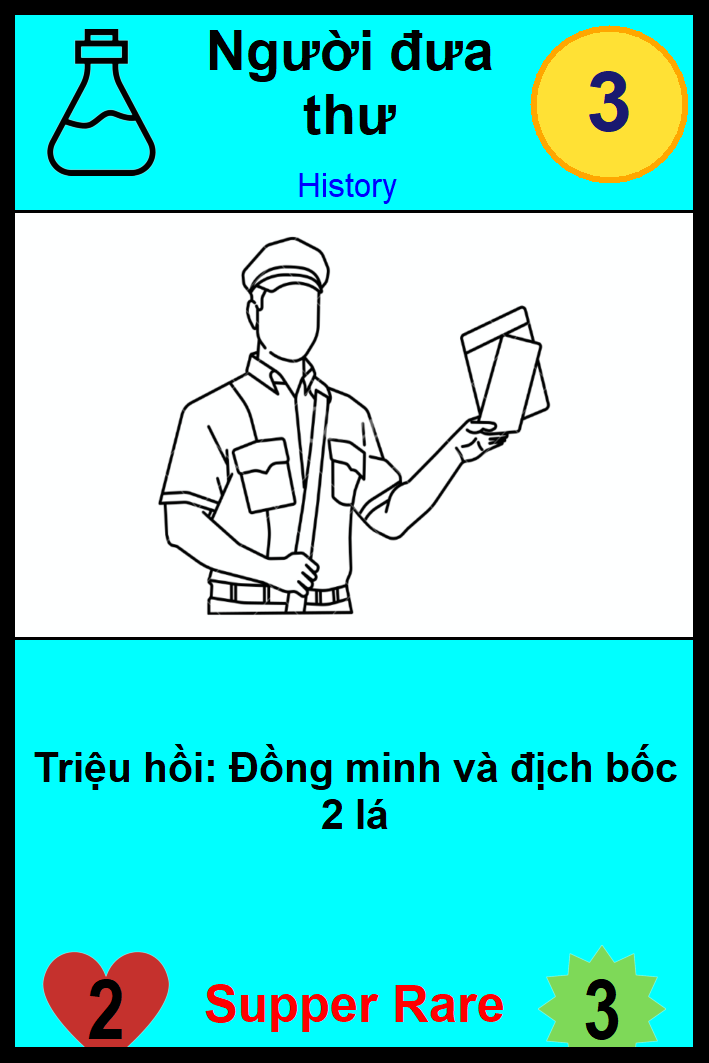 Người đưa
thư
3
History
Triệu hồi: Đồng minh và địch bốc
2 lá
2
Supper Rare
3